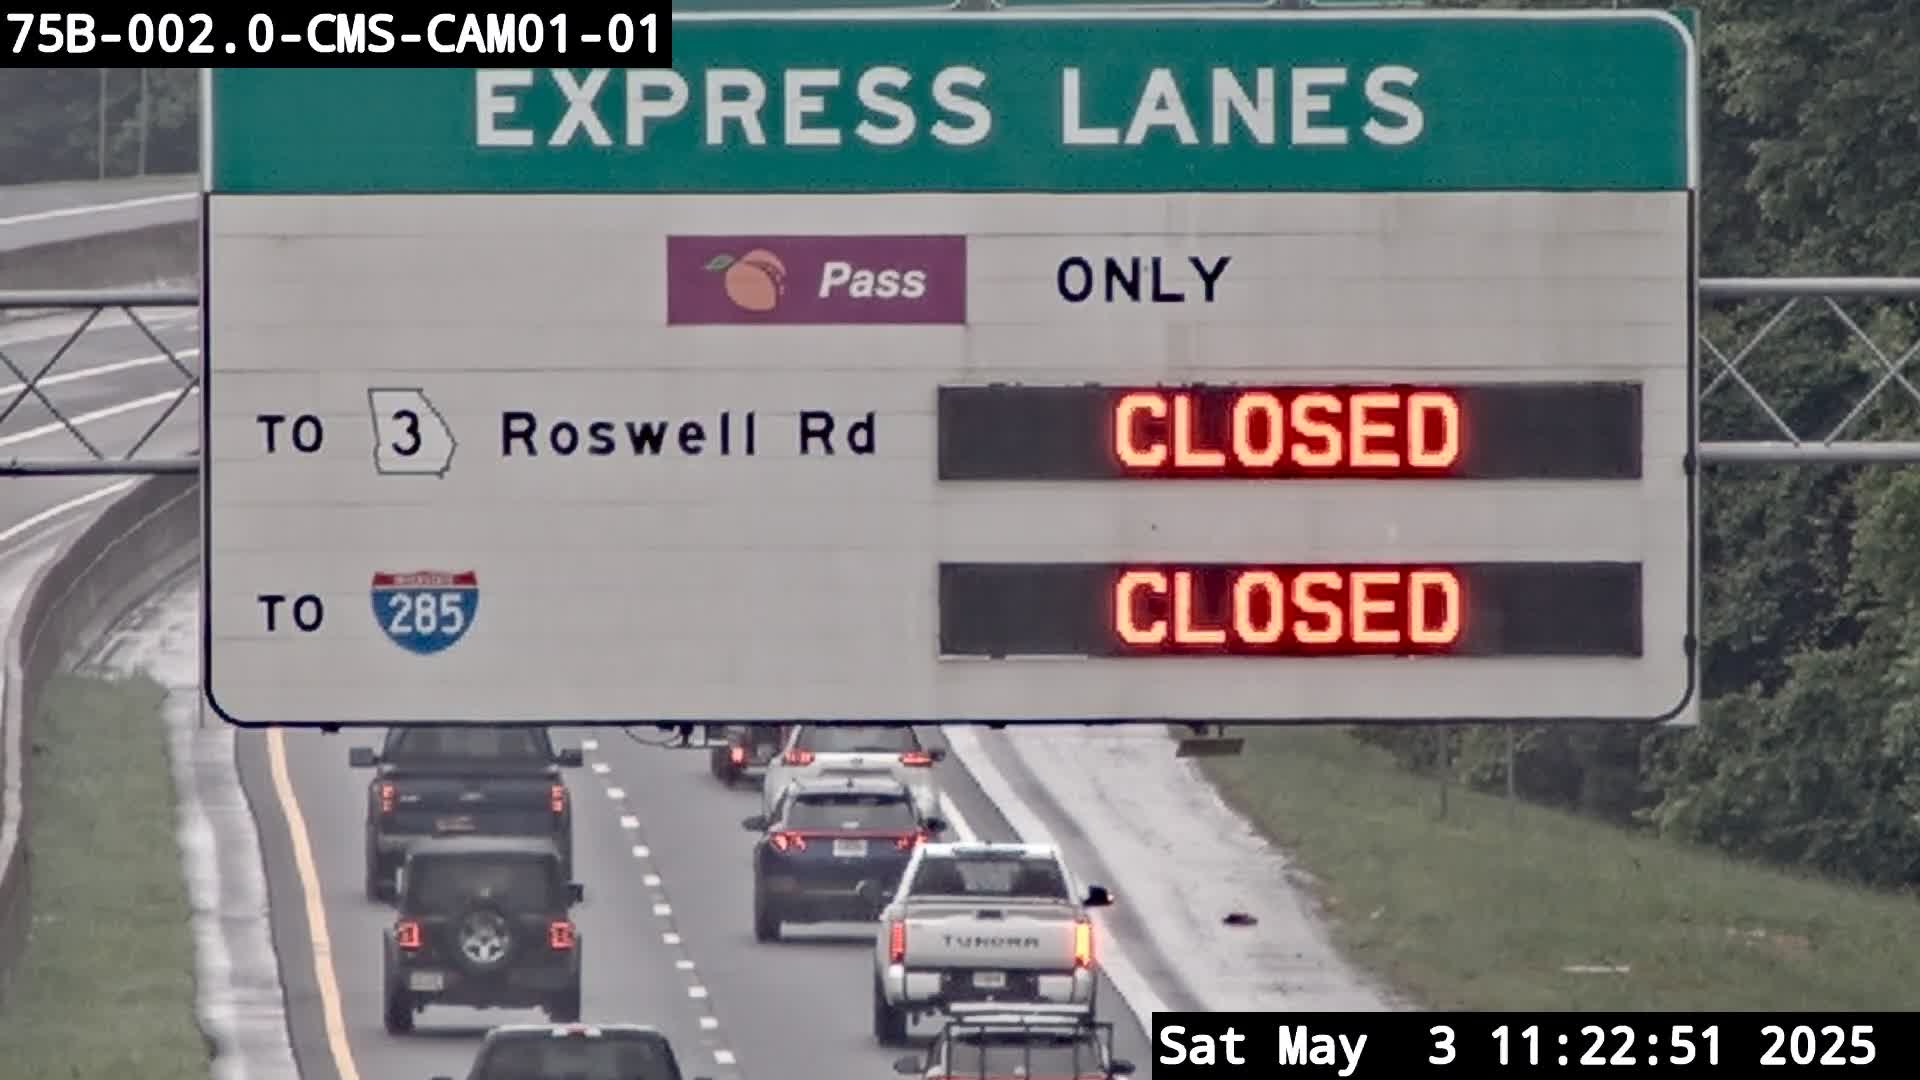 75B-002.0-CMS-CAM01-01
EXPRESS LANES
Pass ONLY
TO 3 Roswell Rd CLOSED
TO INTERSTATE 285 CLOSED
TUNDRA
Sat May 3 11:22:51 2025